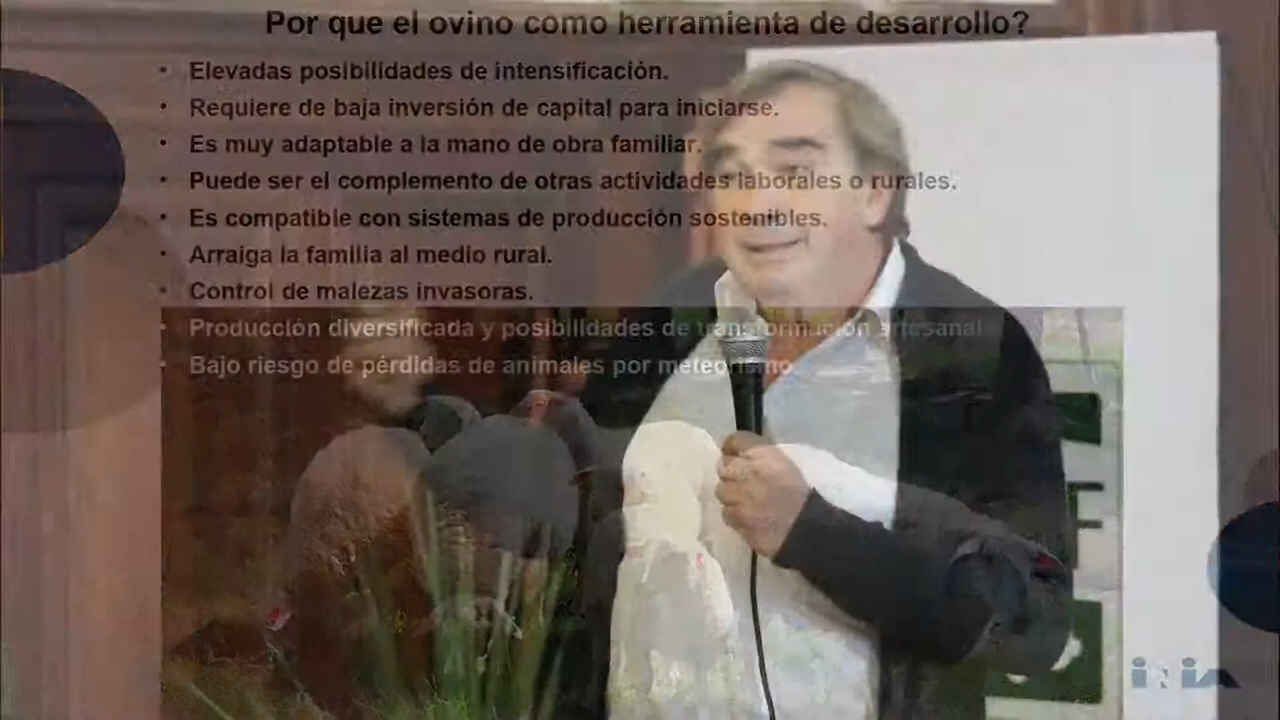 Por que el ovino como herramienta de desarrollo?
• Elevadas posibilidades de intensificación.
• Requiere de baja inversión de capital para iniciarse.
• Es muy adaptable a la mano de obra familiar.
• Puede ser el complemento de otras actividades laborales o rurales.
• Es compatible con sistemas de producción sostenibles.
• Arraiga la familia al medio rural.
• Control de malezas invasoras.
• Producción diversificada y posibilidades de transformación artesanal
• Bajo riesgo de pérdidas de animales por meteorismo.
inia